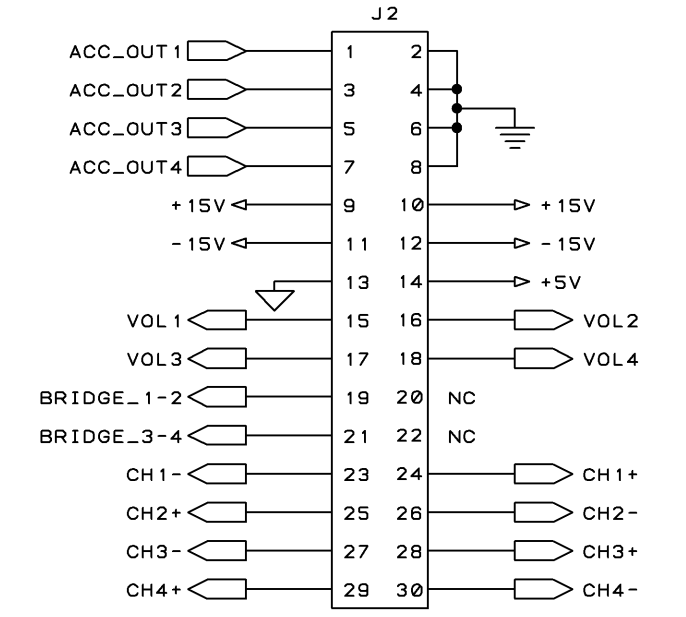 J2
ACC_OUT1 1 2
ACC_OUT2 3 4
ACC_OUT3 5 6
ACC_OUT4 7 8
+15V 9 10 +15V
-15V 11 12 -15V
13 14 +5V
VOL1 15 16 VOL2
VOL3 17 18 VOL4
BRIDGE_1-2 19 20 NC
BRIDGE_3-4 21 22 NC
CH1- 23 24 CH1+
CH2+ 25 26 CH2-
CH3- 27 28 CH3+
CH4+ 29 30 CH4-